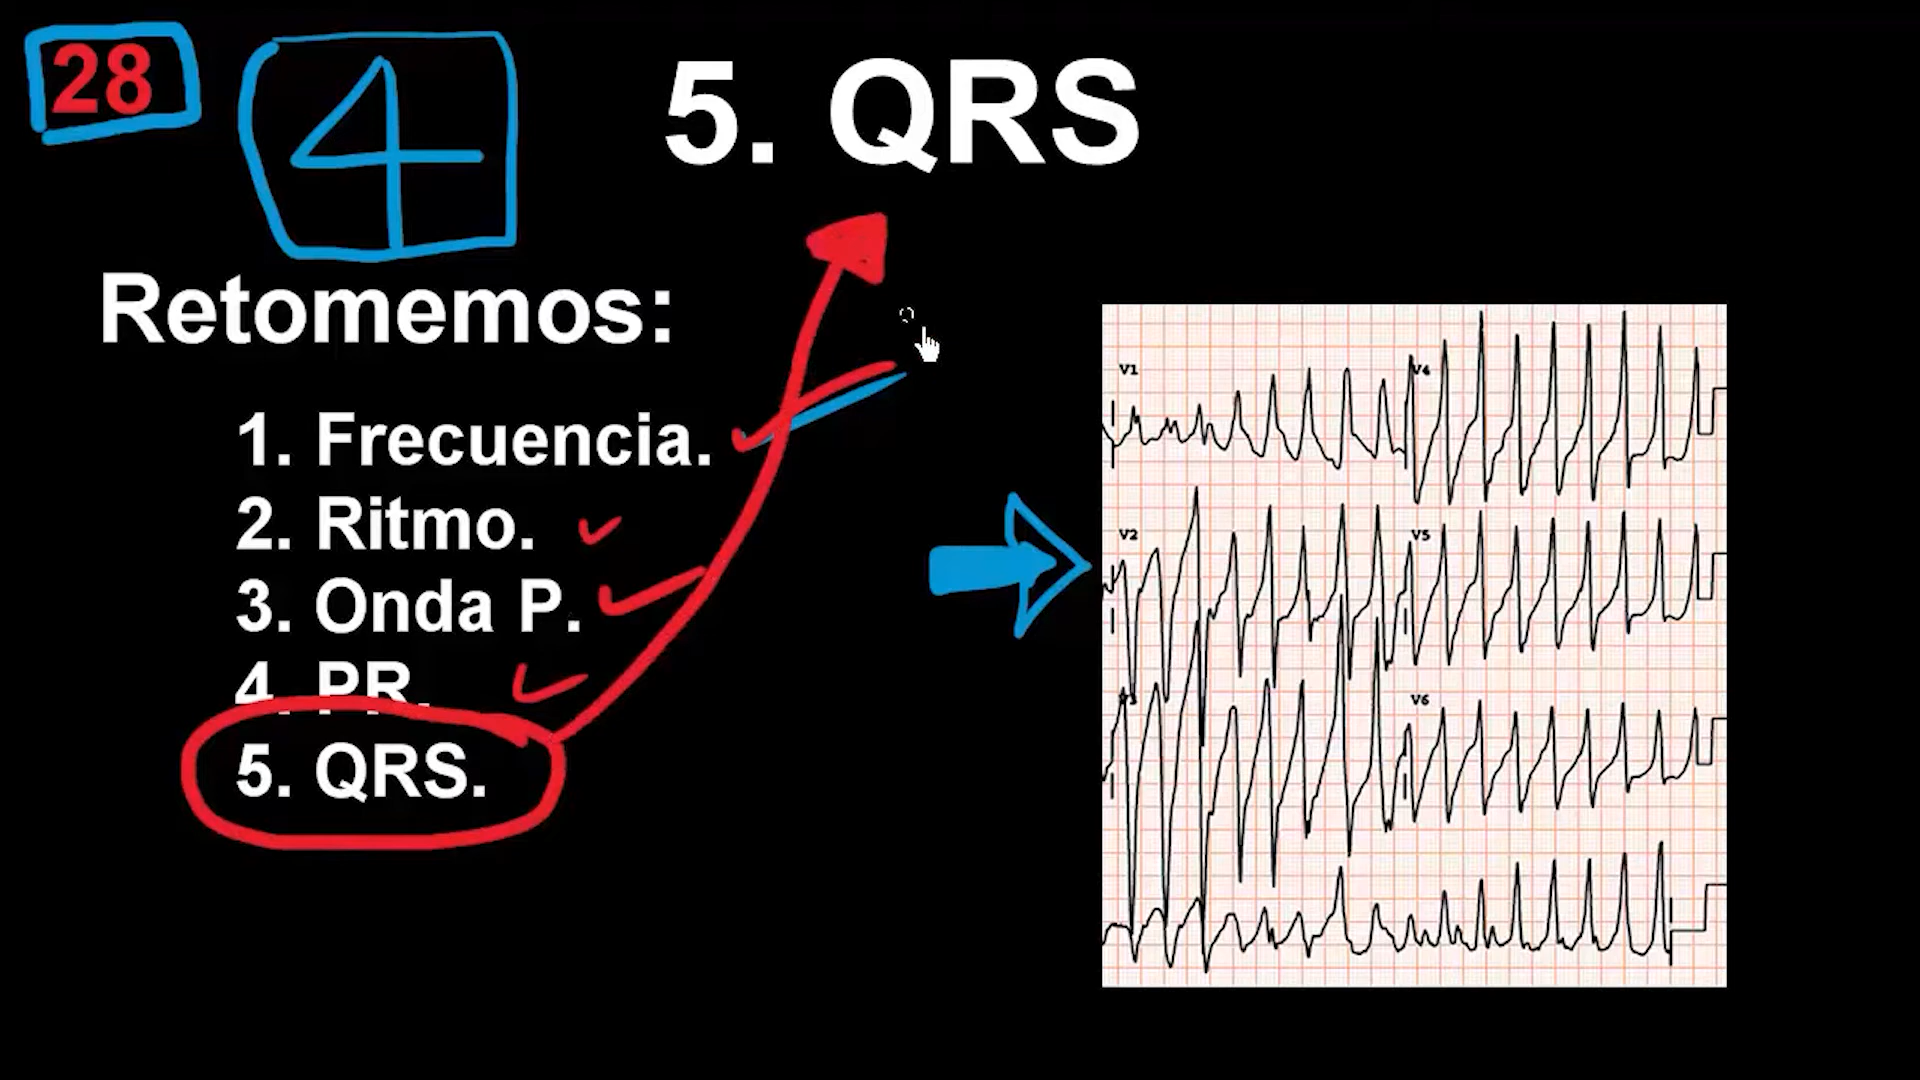 28
4
5. QRS
Retomemos:
1. Frecuencia.
2. Ritmo.
3. Onda P.
4. PR.
5. QRS.
V1
V4
V2
V5
V3
V6